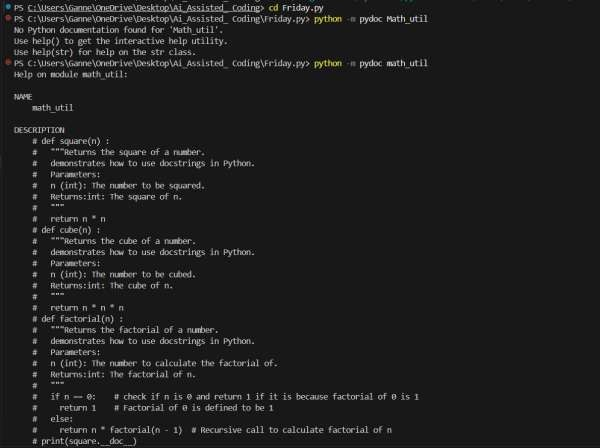 PS C:\Users\Ganne\OneDrive\Desktop\Ai_Assisted_ Coding> cd Friday.py
PS C:\Users\Ganne\OneDrive\Desktop\Ai_Assisted_ Coding\Friday.py> python -m pydoc Math_util
No Python documentation found for 'Math_util'.
Use help() to get the interactive help utility.
Use help(str) for help on the str class.
PS C:\Users\Ganne\OneDrive\Desktop\Ai_Assisted_ Coding\Friday.py> python -m pydoc math_util
Help on module math_util:
NAME
    math_util
DESCRIPTION
    # def square(n) :
    #   """Returns the square of a number.
    #   demonstrates how to use docstrings in Python.
    #   Parameters:
    #   n (int): The number to be squared.
    #   Returns:int: The square of n.
    #   """
    #   return n * n
    # def cube(n) :
    #   """Returns the cube of a number.
    #   demonstrates how to use docstrings in Python.
    #   Parameters:
    #   n (int): The number to be cubed.
    #   Returns:int: The cube of n.
    #   """
    #   return n * n * n
    # def factorial(n) :
    #   """Returns the factorial of a number.
    #   demonstrates how to use docstrings in Python.
    #   Parameters:
    #   n (int): The number to calculate the factorial of.
    #   Returns:int: The factorial of n.
    #   """
    #   if n == 0:    # check if n is 0 and return 1 if it is because factorial of 0 is 1
    #     return 1    # Factorial of 0 is defined to be 1
    #   else:
    #     return n * factorial(n - 1)  # Recursive call to calculate factorial of n
    # print(square.__doc__)